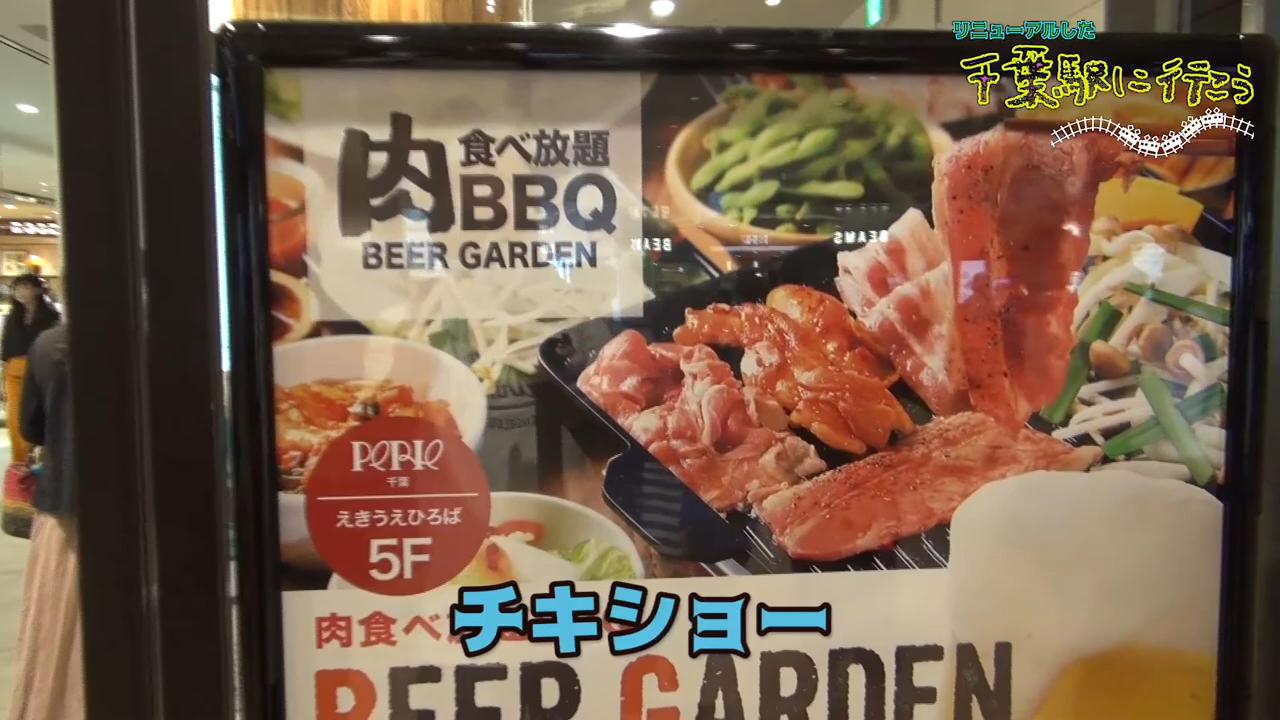 リニューアルした
千葉駅に行こう
肉 食べ放題
BBQ
BEER GARDEN
PERIE
千葉
えきうえひろば
5F
チキショー
肉食べ
BEER GARDEN